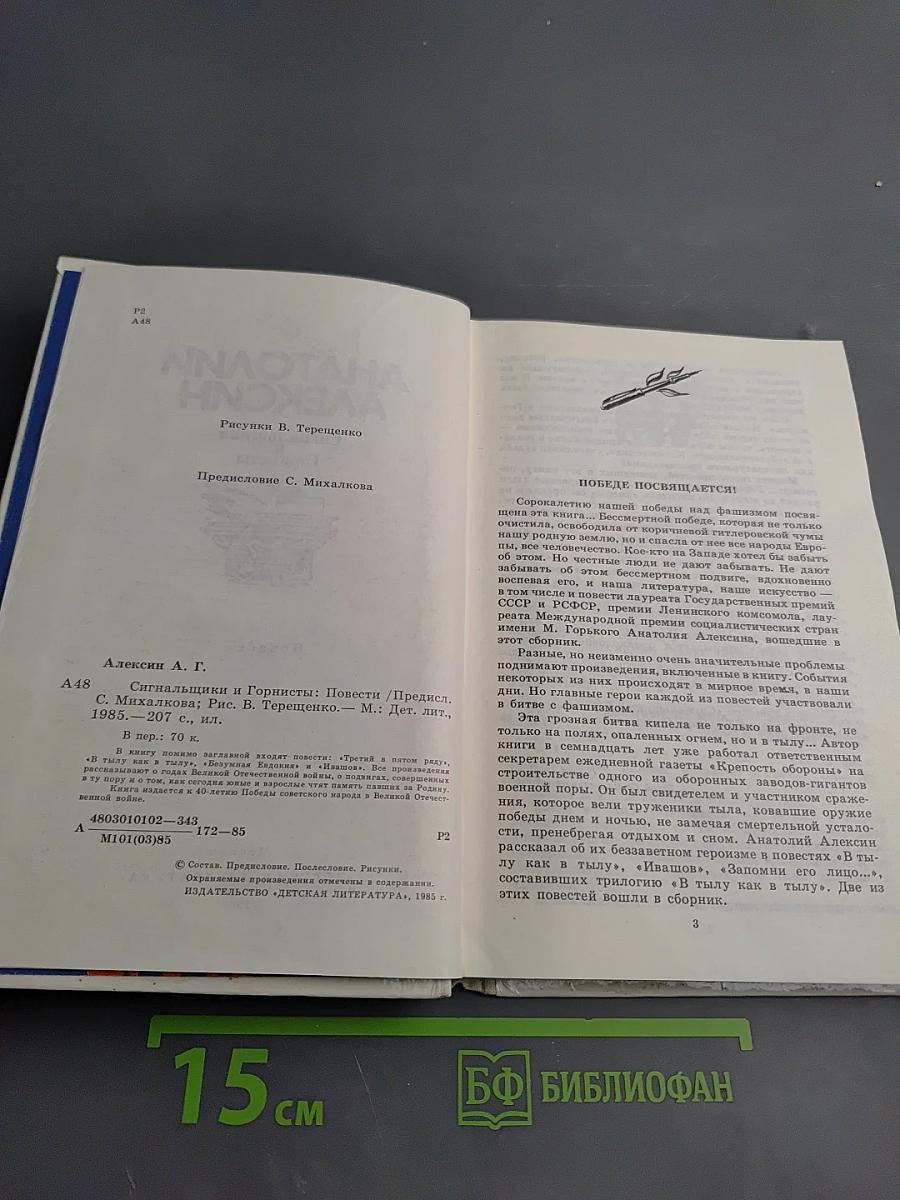 Р2
А48
АНАТОЛИЙ
АЛЕКСИН
Рисунки В. Терещенко
Предисловие С. Михалкова
Алексин А. Г.
А48 Сигнальщики и Горнисты: Повести /Предисл.
С. Михалкова; Рис. В. Терещенко.— М.: Дет. лит.,
1985.—207 с., ил.
В пер.: 70 к.
В книгу помимо заглавной входят повести: «Третий в пятом ряду»,
«В тылу как в тылу», «Безумная Евдокия» и «Ивашов». Все произведения
рассказывают о годах Великой Отечественной войны, о подвигах, совершенных
в ту пору и о том, как сегодня юные и взрослые чтят память павших за Родину.
Книга издается к 40-летию Победы советского народа в Великой Отечест-
венной войне.
А 4803010102—343 172—85
М101(03)85
Р2
© Состав. Предисловие. Послесловие. Рисунки.
Охраняемые произведения отмечены в содержании.
ИЗДАТЕЛЬСТВО «ДЕТСКАЯ ЛИТЕРАТУРА», 1985 г.
ПОБЕДЕ ПОСВЯЩАЕТСЯ!
Сорокалетию нашей победы над фашизмом посвя-
щена эта книга... Бессмертной победе, которая не только
очистила, освободила от коричневой гитлеровской чумы
нашу родную землю, но и спасла от нее все народы Евро-
пы, все человечество. Кое-кто на Западе хотел бы забыть
об этом. Но честные люди не дают забывать. Не дают
забывать об этом бессмертном подвиге, вдохновенно
воспевая его, и наша литература, наше искусство —
в том числе и повести лауреата Государственных премий
СССР и РСФСР, премии Ленинского комсомола, лау-
реата Международной премии социалистических стран
имени М. Горького Анатолия Алексина, вошедшие в
этот сборник.
Разные, но неизменно очень значительные проблемы
поднимают произведения, включенные в книгу. События
некоторых из них происходят в мирное время, в наши
дни. Но главные герои каждой из повестей участвовали
в битве с фашизмом.
Эта грозная битва кипела не только на фронте, не
только на полях, опаленных огнем, но и в тылу... Автор
книги в семнадцать лет уже работал ответственным
секретарем ежедневной газеты «Крепость обороны» на
строительстве одного из оборонных заводов-гигантов
военной поры. Он был свидетелем и участником сраже-
ния, которое вели труженики тыла, ковавшие оружие
победы днем и ночью, не замечая смертельной устало-
сти, пренебрегая отдыхом и сном. Анатолий Алексин
рассказал об их беззаветном героизме в повестях «В ты-
лу как в тылу», «Ивашов», «Запомни его лицо...»,
составивших трилогию «В тылу как в тылу». Две из
этих повестей вошли в сборник.
3
15 см
БФ БИБЛИОФАН